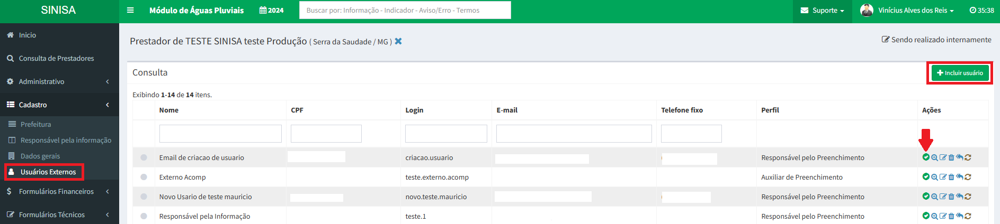 SINISA
Módulo de Águas Pluviais
2024
Buscar por: Informação - Indicador - Aviso/Erro - Termos
Suporte
Vinícius Alves dos Reis
35:38
Inicio
Consulta de Prestadores
Administrativo
Cadastro
Prefeitura
Responsável pela informação
Dados gerais
Usuários Externos
Formulários Financeiros
Formulários Técnicos
Prestador de TESTE SINISA teste Produção ( Serra da Saudade / MG )
Sendo realizado internamente
Consulta
Incluir usuário
Exibindo 1-14 de 14 itens.
Nome CPF Login E-mail Telefone fixo Perfil Ações
Email de criacao de usuario criacao.usuario Responsável pelo Preenchimento
Externo Acomp teste.externo.acomp Auxiliar de Preenchimento
Novo Usario de teste mauricio novo.teste.mauricio Responsável pelo Preenchimento
Responsável pela Informação teste.1 Responsável pelo Preenchimento